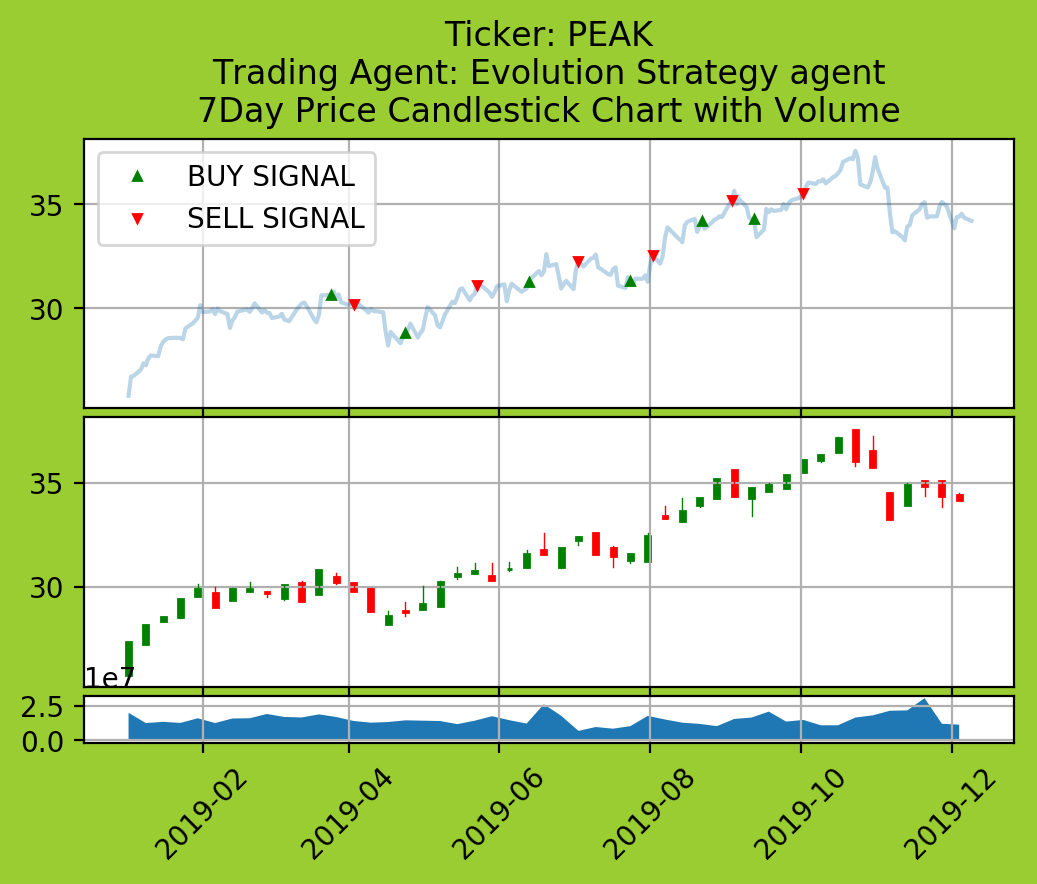 Ticker: PEAK
Trading Agent: Evolution Strategy agent
7Day Price Candlestick Chart with Volume
BUY SIGNAL
SELL SIGNAL
35
30
35
30
1e7
2.5
0.0
2019-02
2019-04
2019-06
2019-08
2019-10
2019-12